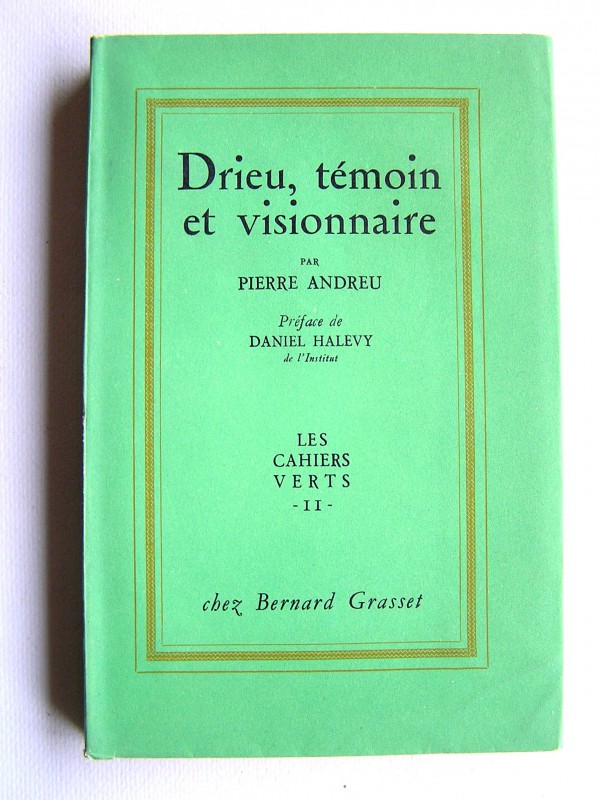 Drieu, témoin
et visionnaire
PAR
PIERRE ANDREU
Préface de
DANIEL HALEVY
de l'Institut
LES
CAHIERS
VERTS
-II-
chez Bernard Grasset